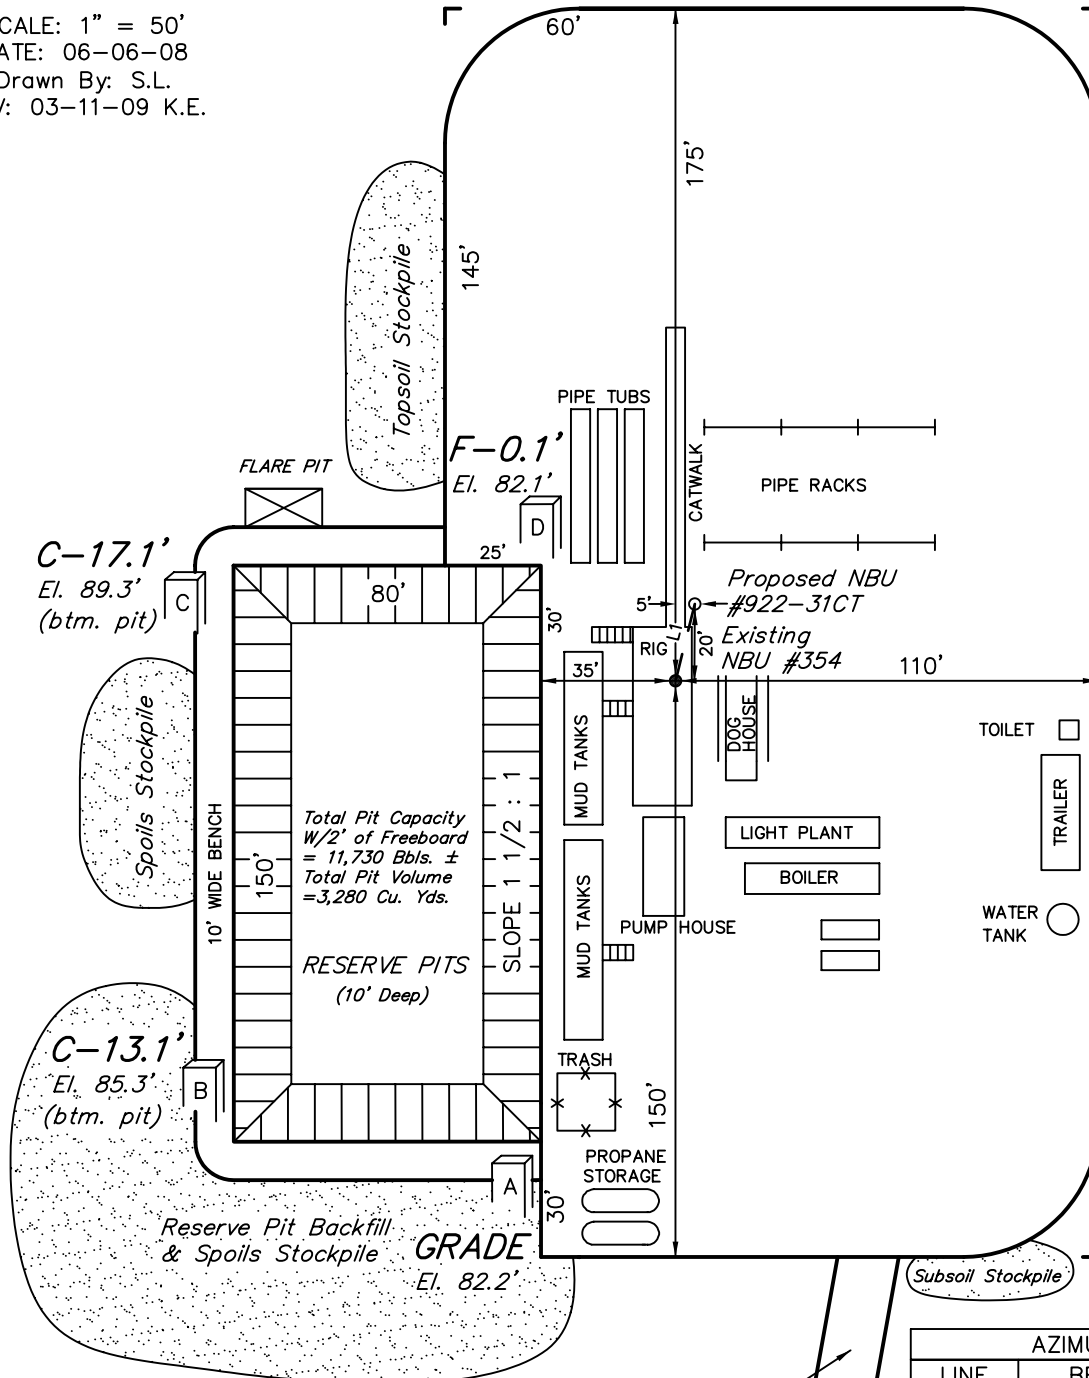 CALE: 1" = 50'
ATE: 06-06-08
Drawn By: S.L.
V: 03-11-09 K.E.
60'
175'
145'
Topsoil Stockpile
PIPE TUBS
F-0.1'
El. 82.1'
D
CATWALK
PIPE RACKS
FLARE PIT
C-17.1'
El. 89.3'
(btm. pit)
C
25'
80'
30'
5'
Proposed NBU
#922-31CT
Existing
NBU #354
RIG
L1
20'
35'
110'
Spoils Stockpile
10' WIDE BENCH
150'
Total Pit Capacity
W/2' of Freeboard
= 11,730 Bbls. ±
Total Pit Volume
=3,280 Cu. Yds.
RESERVE PITS
(10' Deep)
SLOPE 1 1/2 : 1
MUD TANKS
MUD TANKS
DOG
HOUSE
TOILET
TRAILER
LIGHT PLANT
BOILER
PUMP HOUSE
WATER
TANK
C-13.1'
El. 85.3'
(btm. pit)
B
TRASH
150'
PROPANE
STORAGE
A
30'
Reserve Pit Backfill
& Spoils Stockpile
GRADE
El. 82.2'
Subsoil Stockpile
AZIMU
LINE